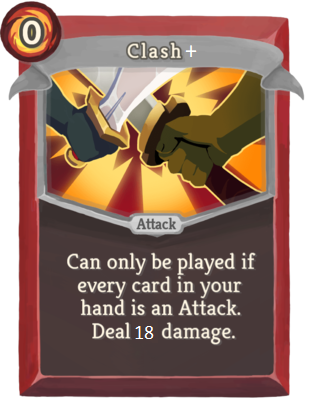 0
Clash+
Attack
Can only be played if
every card in your
hand is an Attack.
Deal 18 damage.